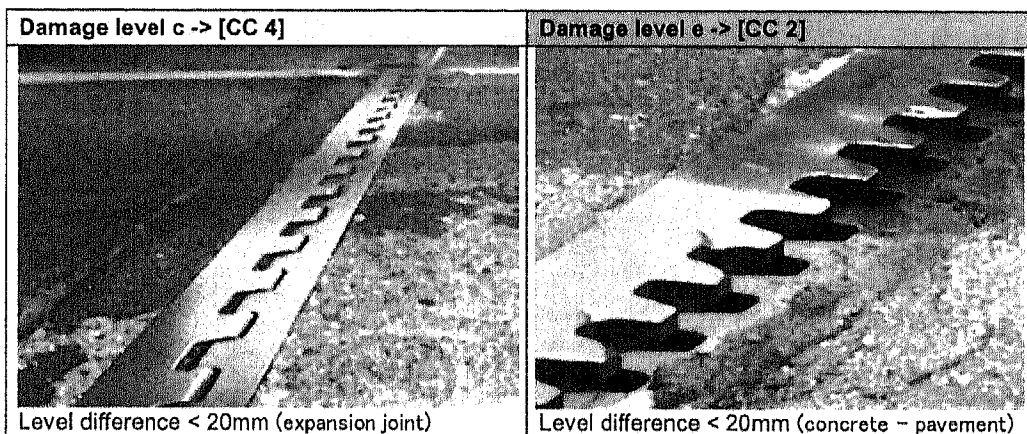 Damage level c -> [CC 4]
Damage level e -> [CC 2]
Level difference < 20mm (expansion joint)
Level difference < 20mm (concrete - pavement)